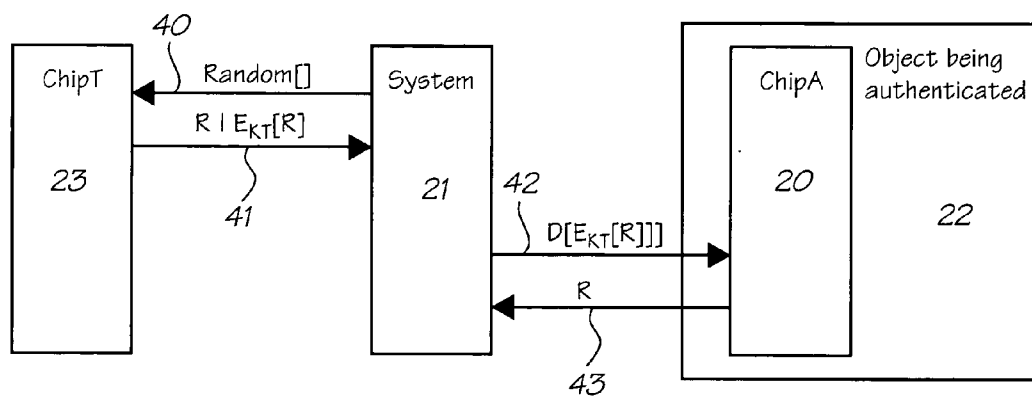 40
ChipT
Random[]
System
ChipA
Object being
authenticated
R | E_KT[R]
23
41
21
42
20
22
D[E_KT[R]]]
R
43